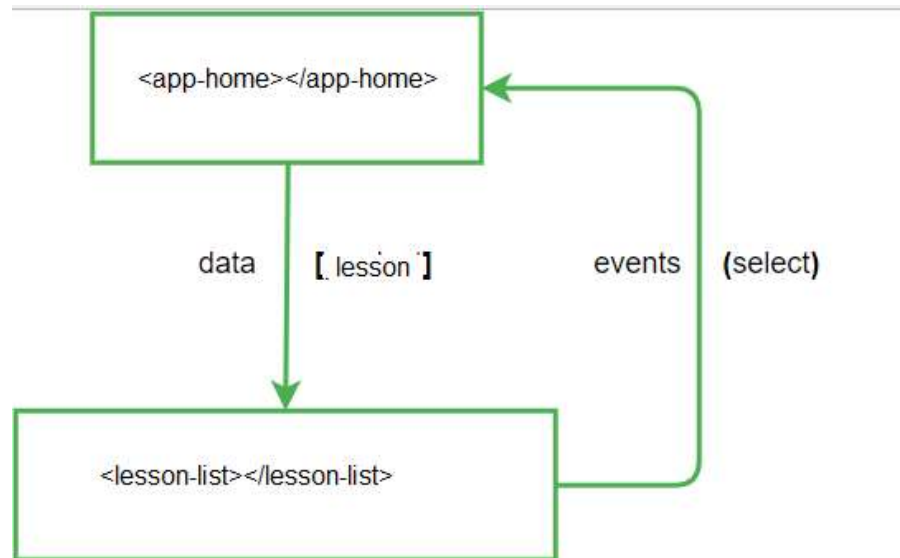 <app-home></app-home>
data [ lesson ] events (select)
<lesson-list></lesson-list>